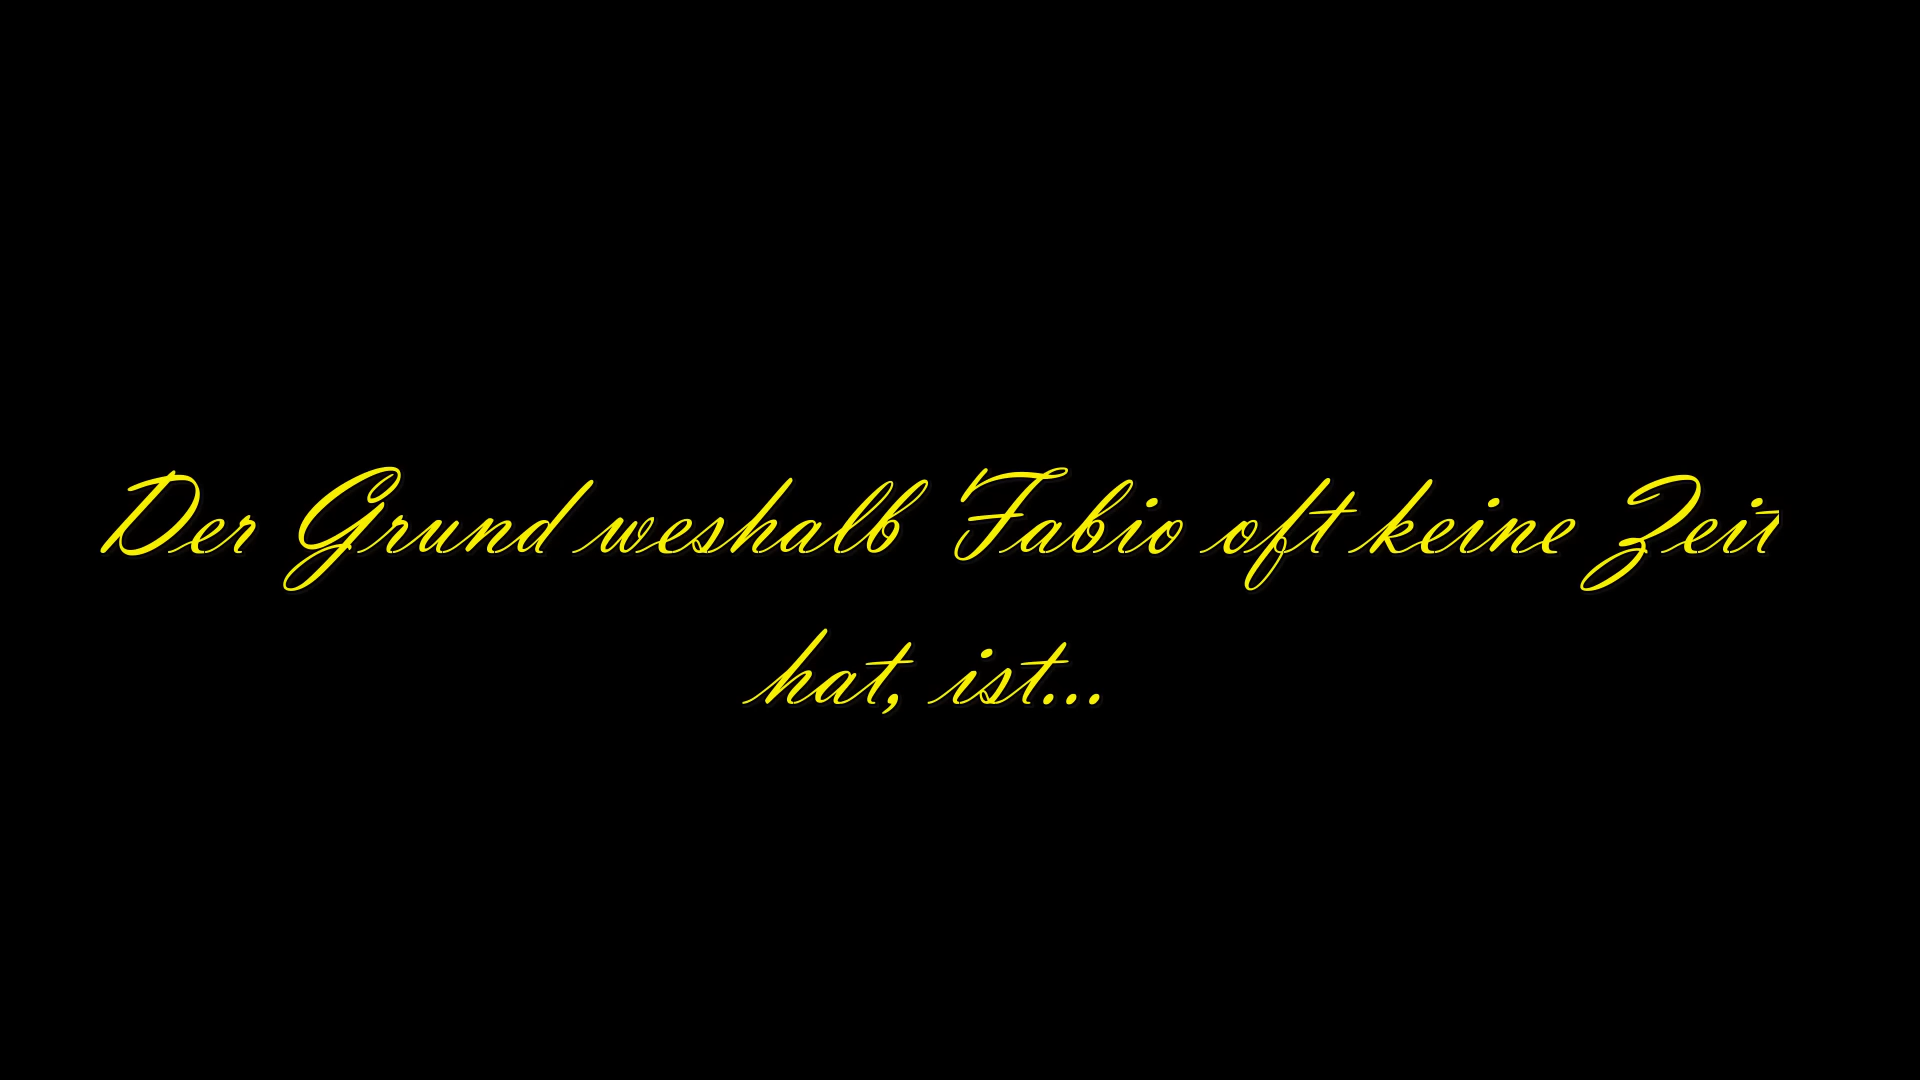 Der Grund weshalb Fabio oft keine Zeit
hat, ist...